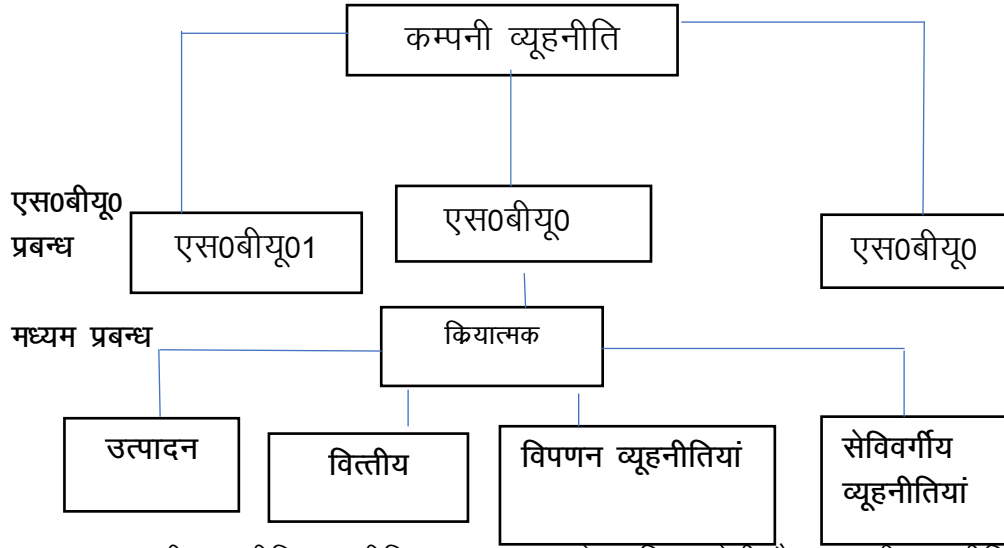 कम्पनी व्यूहनीति
एस0बीयू0
प्रबन्ध
एस0बीयू01
एस0बीयू0
एस0बीयू0
मध्यम प्रबन्ध
कियात्मक
उत्पादन
वित्तीय
विपणन व्यूहनीतियां
सेविवर्गीय
व्यूहनीतियां